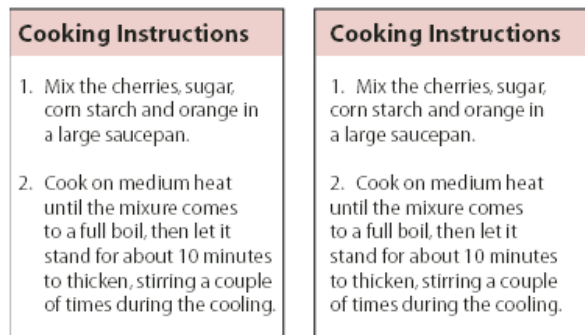 Cooking Instructions
1. Mix the cherries, sugar,
corn starch and orange in
a large saucepan.
2. Cook on medium heat
until the mixure comes
to a full boil, then let it
stand for about 10 minutes
to thicken, stirring a couple
of times during the cooling.
Cooking Instructions
1. Mix the cherries, sugar,
corn starch and orange in
a large saucepan.
2. Cook on medium heat
until the mixure comes
to a full boil, then let it
stand for about 10 minutes
to thicken, stirring a couple
of times during the cooling.